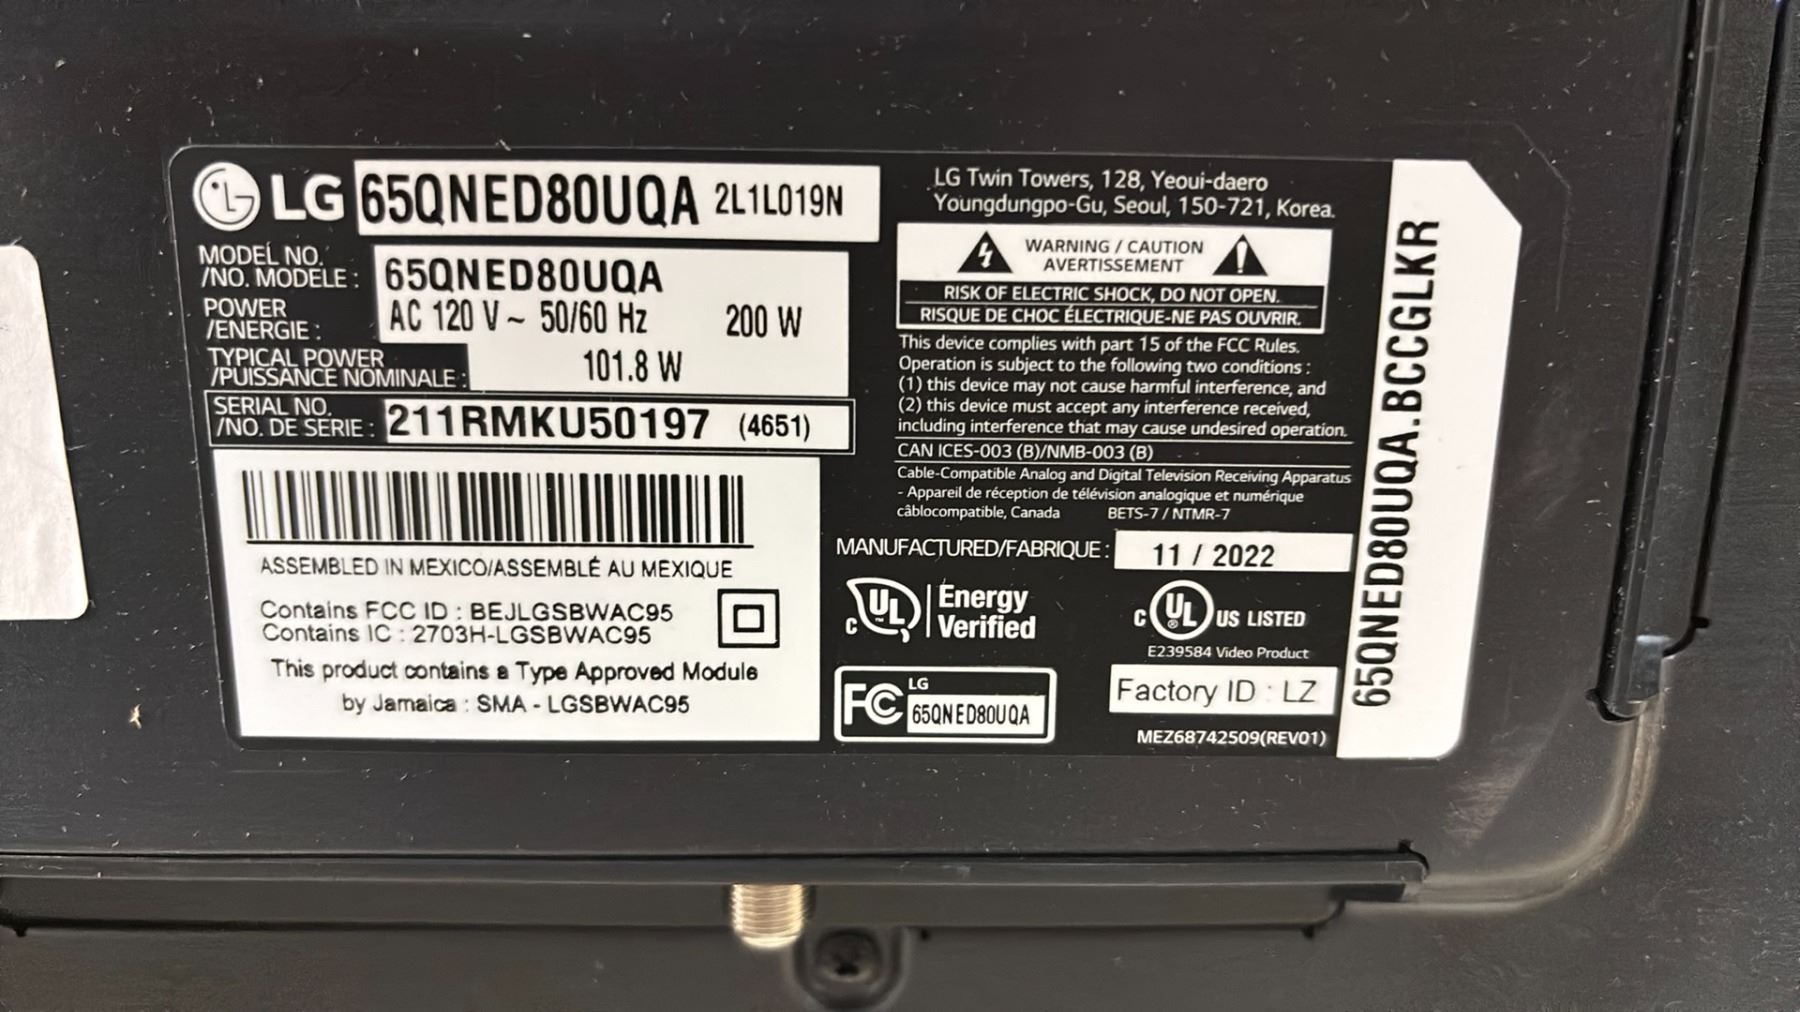 LG 65QNED80UQA 2L1L019N
MODEL NO.
/NO. MODELE : 65QNED80UQA
POWER
/ENERGIE : AC 120 V ~ 50/60 Hz 200 W
TYPICAL POWER
/PUISSANCE NOMINALE : 101.8 W
SERIAL NO.
/NO. DE SERIE : 211RMKU50197 (4651)
ASSEMBLED IN MEXICO/ASSEMBLÉ AU MEXIQUE
Contains FCC ID : BEJLGSBWAC95
Contains IC : 2703H-LGSBWAC95
This product contains a Type Approved Module
by Jamaica : SMA - LGSBWAC95
LG Twin Towers, 128, Yeoui-daero
Youngdungpo-Gu, Seoul, 150-721, Korea.
WARNING / CAUTION
AVERTISSEMENT
RISK OF ELECTRIC SHOCK, DO NOT OPEN.
RISQUE DE CHOC ÉLECTRIQUE-NE PAS OUVRIR.
This device complies with part 15 of the FCC Rules.
Operation is subject to the following two conditions :
(1) this device may not cause harmful interference, and
(2) this device must accept any interference received,
including interference that may cause undesired operation.
CAN ICES-003 (B)/NMB-003 (B)
Cable-Compatible Analog and Digital Television Receiving Apparatus
- Appareil de réception de télévision analogique et numérique
câblocompatible, Canada BETS-7 / NTMR-7
MANUFACTURED/FABRIQUE : 11 / 2022
c UL ™ Energy
Verified
c UL ® US LISTED
E239584 Video Product
FC LG
65QNED80UQA
Factory ID : LZ
MEZ68742509(REV01)
65QNED80UQA.BCCGLKR